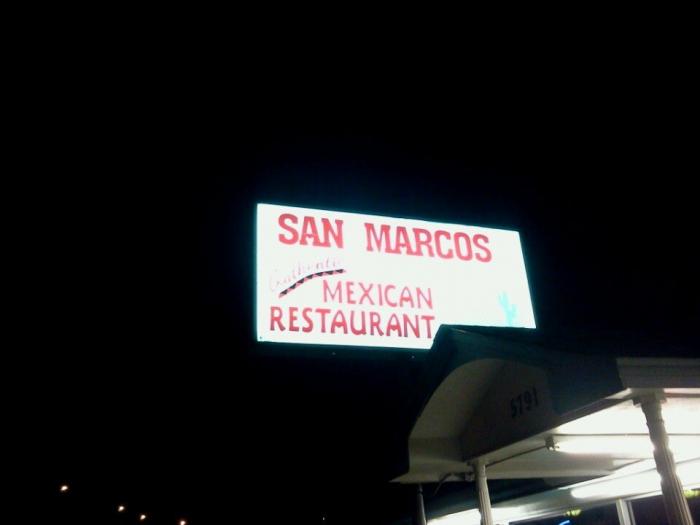 SAN MARCOS
Authentic
MEXICAN
RESTAURANT
5791